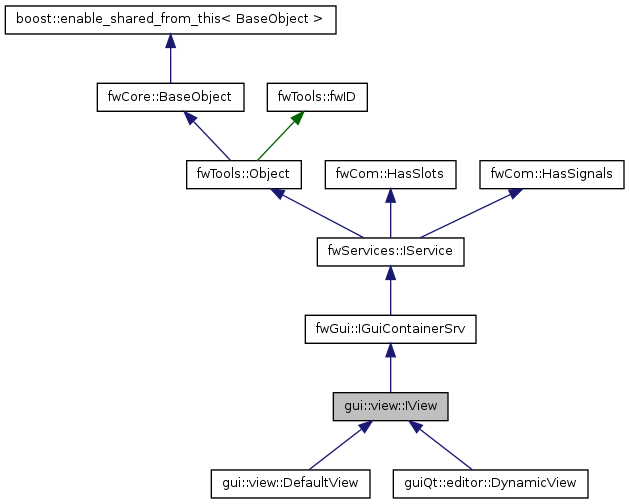 boost::enable_shared_from_this< BaseObject >
fwCore::BaseObject
fwTools::fwID
fwTools::Object
fwCom::HasSlots
fwCom::HasSignals
fwServices::IService
fwGui::IGuiContainerSrv
gui::view::IView
gui::view::DefaultView
guiQt::editor::DynamicView